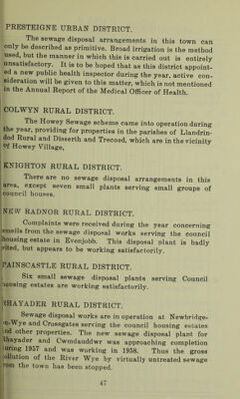 PRESTEIGNE URBAN DISTRICT.
The sewage disposal arrangements in this town can
only be described as primitive. Broad irrigation is the method
used, but the manner in which this is carried out is entirely
unsatisfactory. It is to be hoped that as this district appoint-
ed a new public health inspector during the year, active con-
sideration will be given to this matter, which is not mentioned
in the Annual Report of the Medical Officer of Health.
COLWYN RURAL DISTRICT.
The Howey Sewage scheme came into operation during
the year, providing for properties in the parishes of Llandrin-
dod Rural and Disserth and Trecoed, which are in the vicinity
of Howey Village.
KNIGHTON RURAL DISTRICT.
There are no sewage disposal arrangements in this
area, except seven small plants serving small groups of
council houses.
NEW RADNOR RURAL DISTRICT.
Complaints were received during the year concerning
smells from the sewage disposal works serving the council
housing estate in Evenjobb. This disposal plant is badly
sited, but appears to be working satisfactorily.
PAINSCASTLE RURAL DISTRICT.
Six small sewage disposal plants serving Council
housing estates are working satisfactorily.
RHAYADER RURAL DISTRICT.
Sewage disposal works are in operation at Newbridge-
on-Wye and Crossgates serving the council housing estates
and other properties. The new sewage disposal plant for
Rhayader and Cwmdauddwr was approaching completion
during 1957 and was working in 1958. Thus the gross
pollution of the River Wye by virtually untreated sewage
from the town has been stopped.
47